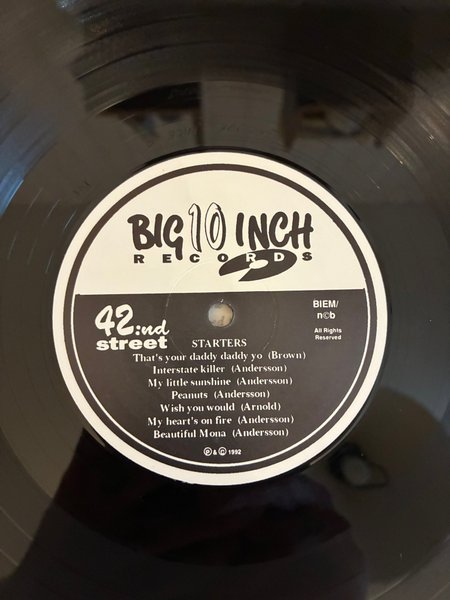 BIG 10 INCH
RECORDS
42:nd
street
BIEM/
n©b
All Rights
Reserved
STARTERS
That's your daddy daddy yo (Brown)
Interstate killer (Andersson)
My little sunshine (Andersson)
Peanuts (Andersson)
Wish you would (Arnold)
My heart's on fire (Andersson)
Beautiful Mona (Andersson)
℗ & © 1992